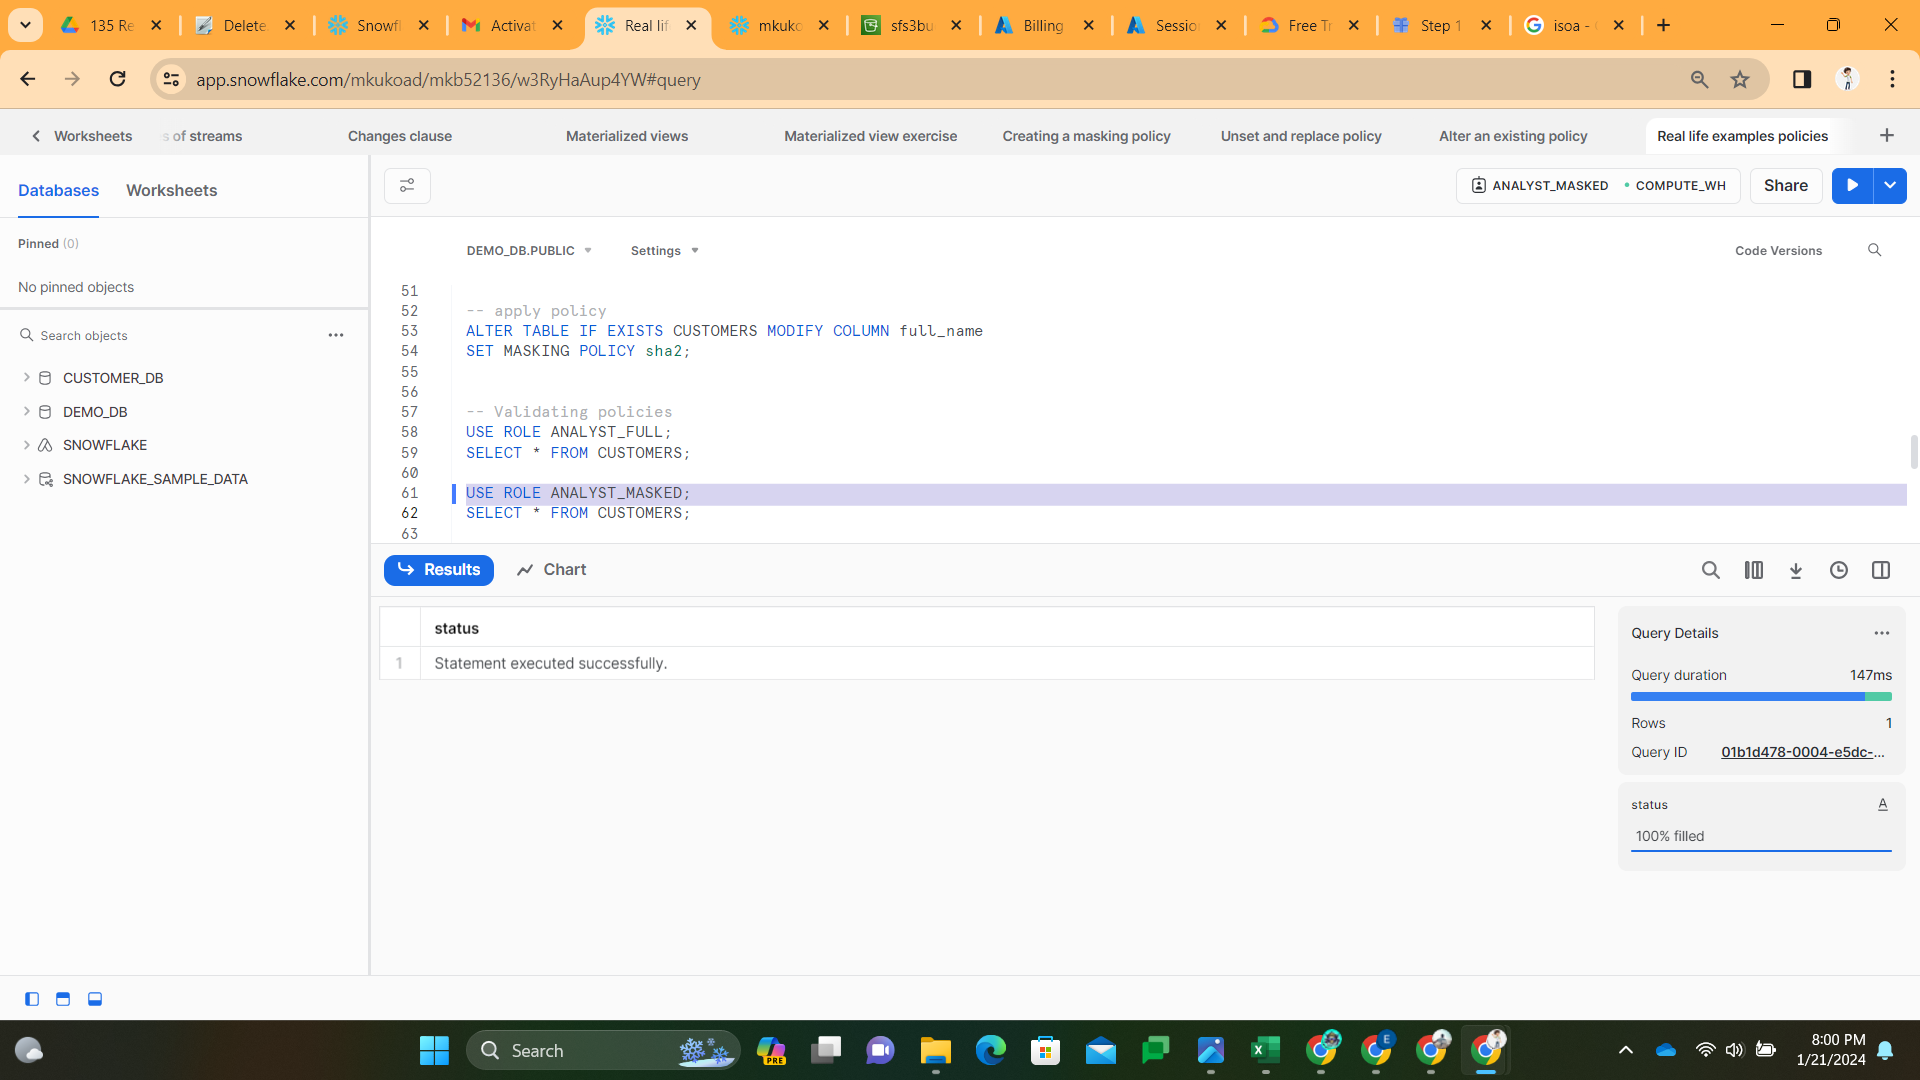 135 Re
Delete
Snowfl
Activat
Real lif
mkuko
sfs3bu
Billing
Sessio
Free Tr
Step 1
isoa -
app.snowflake.com/mkukoad/mkb52136/w3RyHaAup4YW#query
Worksheets
s of streams
Changes clause
Materialized views
Materialized view exercise
Creating a masking policy
Unset and replace policy
Alter an existing policy
Real life examples policies
Databases
Worksheets
ANALYST_MASKED
COMPUTE_WH
Share
Pinned (0)
No pinned objects
Search objects
CUSTOMER_DB
DEMO_DB
SNOWFLAKE
SNOWFLAKE_SAMPLE_DATA
DEMO_DB.PUBLIC
Settings
Code Versions
51
52 -- apply policy
53 ALTER TABLE IF EXISTS CUSTOMERS MODIFY COLUMN full_name
54 SET MASKING POLICY sha2;
55
56
57 -- Validating policies
58 USE ROLE ANALYST_FULL;
59 SELECT * FROM CUSTOMERS;
60
61 USE ROLE ANALYST_MASKED;
62 SELECT * FROM CUSTOMERS;
63
Results
Chart
status
1 Statement executed successfully.
Query Details
Query duration 147ms
Rows 1
Query ID 01b1d478-0004-e5dc-...
status A
100% filled
Search
PRE
E
8:00 PM
1/21/2024